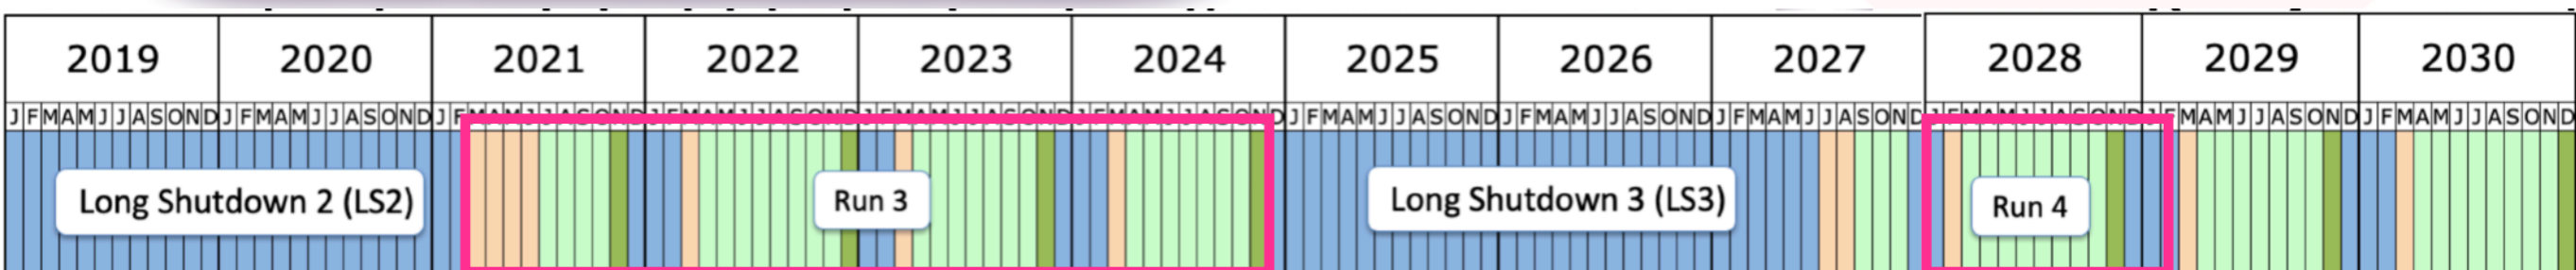 2019 2020 2021 2022 2023 2024 2025 2026 2027 2028 2029 2030
JFMAMJJASOND JFMAMJJASOND JFMAMJJASOND JFMAMJJASOND JFMAMJJASOND JFMAMJJASOND JFMAMJJASOND JFMAMJJASOND JFMAMJJASOND JFMAMJJASOND JFMAMJJASOND JFMAMJJASOND
Long Shutdown 2 (LS2) Run 3 Long Shutdown 3 (LS3) Run 4